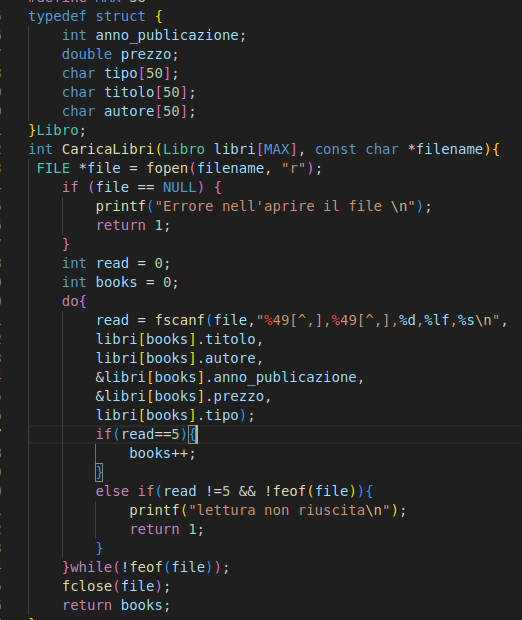 typedef struct {
int anno_publicazione;
double prezzo;
char tipo[50];
char titolo[50];
char autore[50];
}Libro;
int CaricaLibri(Libro libri[MAX], const char *filename){
FILE *file = fopen(filename, "r");
if (file == NULL) {
printf("Errore nell'aprire il file \n");
return 1;
}
int read = 0;
int books = 0;
do{
read = fscanf(file,"%49[^,],%49[^,],%d,%lf,%s\n",
libri[books].titolo,
libri[books].autore,
&libri[books].anno_publicazione,
&libri[books].prezzo,
libri[books].tipo);
if(read==5){
books++;
}
else if(read !=5 && !feof(file)){
printf("lettura non riuscita\n");
return 1;
}
}while(!feof(file));
fclose(file);
return books;